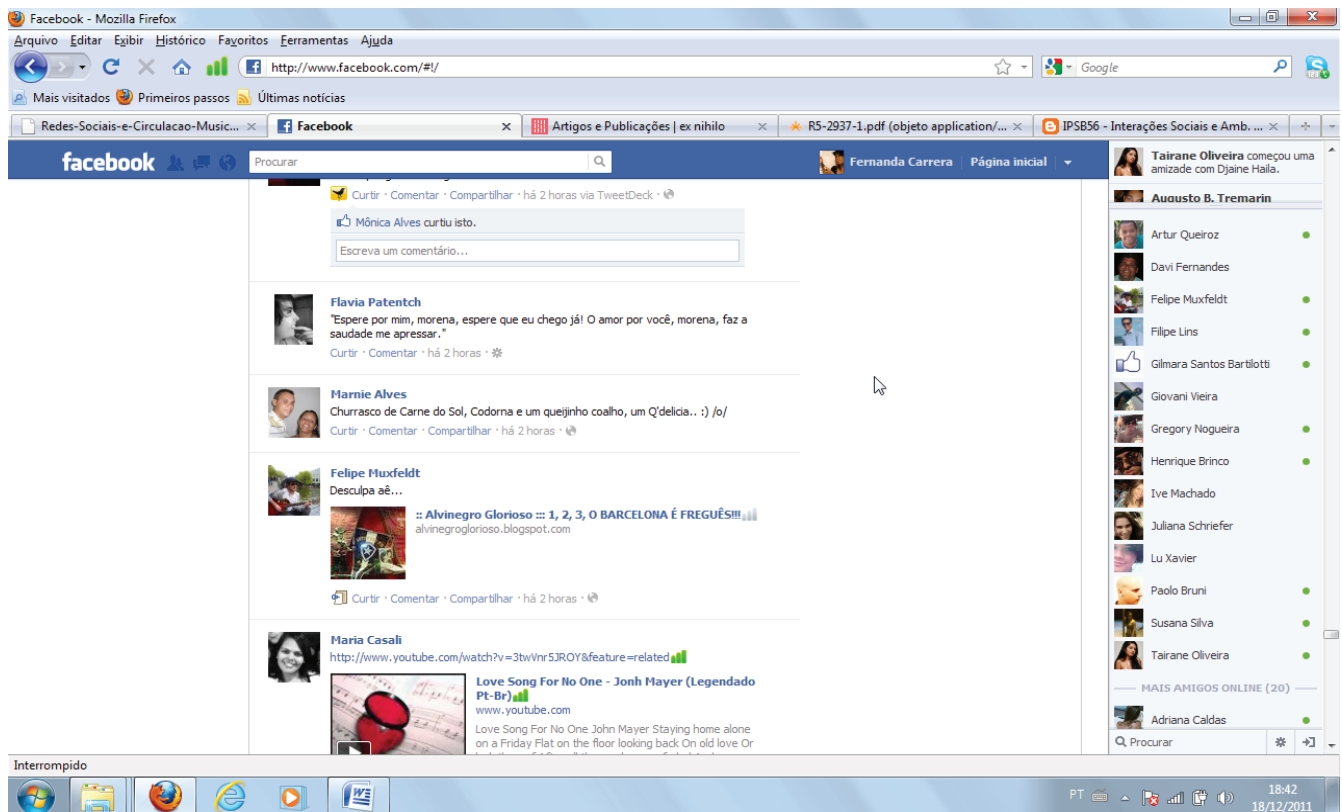 Facebook - Mozilla Firefox
Arquivo Editar Exibir Histórico Favoritos Ferramentas Ajuda
http://www.facebook.com/#!/
Google
Mais visitados Primeiros passos Últimas notícias
Redes-Sociais-e-Circulacao-Music...
Facebook
Artigos e Publicações | ex nihilo
R5-2937-1.pdf (objeto application/...
IPSB56 - Interações Sociais e Amb. ...
facebook
Procurar
Fernanda Carrera Página inicial
Curtir · Comentar · Compartilhar · há 2 horas via TweetDeck ·
Mônica Alves curtiu isto.
Escreva um comentário...
Flavia Patentch
"Espere por mim, morena, espere que eu chego já! O amor por você, morena, faz a
saudade me apressar."
Curtir · Comentar · há 2 horas ·
Marnie Alves
Churrasco de Carne do Sol, Codorna e um queijinho coalho, um Q'delicia.. :) /o/
Curtir · Comentar · Compartilhar · há 2 horas ·
Felipe Muxfeldt
Desculpa aê...
:: Alvinegro Glorioso ::: 1, 2, 3, O BARCELONA É FREGUÊS!!!
alvinegroglorioso.blogspot.com
Curtir · Comentar · Compartilhar · há 2 horas ·
Maria Casali
http://www.youtube.com/watch?v=3twVnr5JROY&feature=related
Love Song For No One - Jonh Mayer (Legendado
Pt-Br)
www.youtube.com
Love Song For No One John Mayer Staying home alone
on a Friday Flat on the floor looking back On old love Or
Tairane Oliveira começou uma
amizade com Djaine Haila.
Augusto B. Tremarin
Artur Queiroz
Davi Fernandes
Felipe Muxfeldt
Filipe Lins
Gilmara Santos Bartilotti
Giovani Vieira
Gregory Nogueira
Henrique Brinco
Ive Machado
Juliana Schriefer
Lu Xavier
Paolo Bruni
Susana Silva
Tairane Oliveira
MAIS AMIGOS ONLINE (20)
Adriana Caldas
Procurar
Interrompido
PT
18:42
18/12/2011